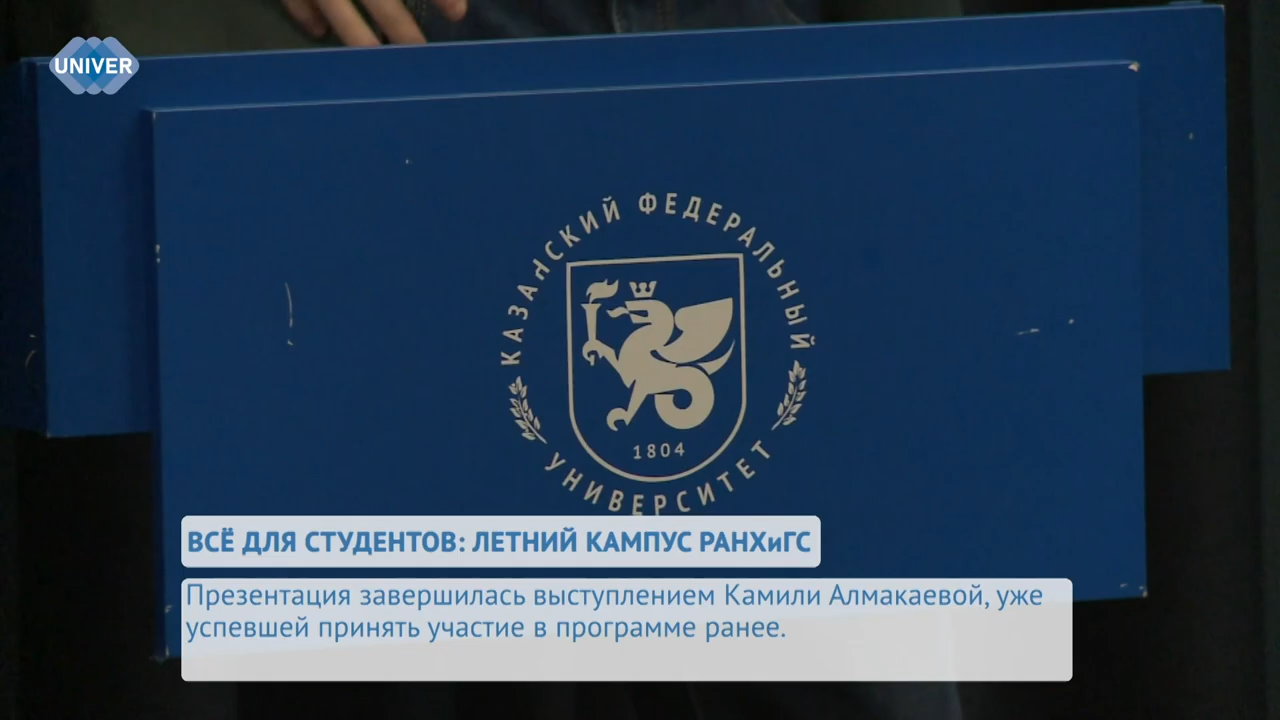 UNIVER
КАЗАНСКИЙ ФЕДЕРАЛЬНЫЙ
УНИВЕРСИТЕТ
1804
ВСЁ ДЛЯ СТУДЕНТОВ: ЛЕТНИЙ КАМПУС РАНХиГС
Презентация завершилась выступлением Камили Алмакаевой, уже
успевшей принять участие в программе ранее.